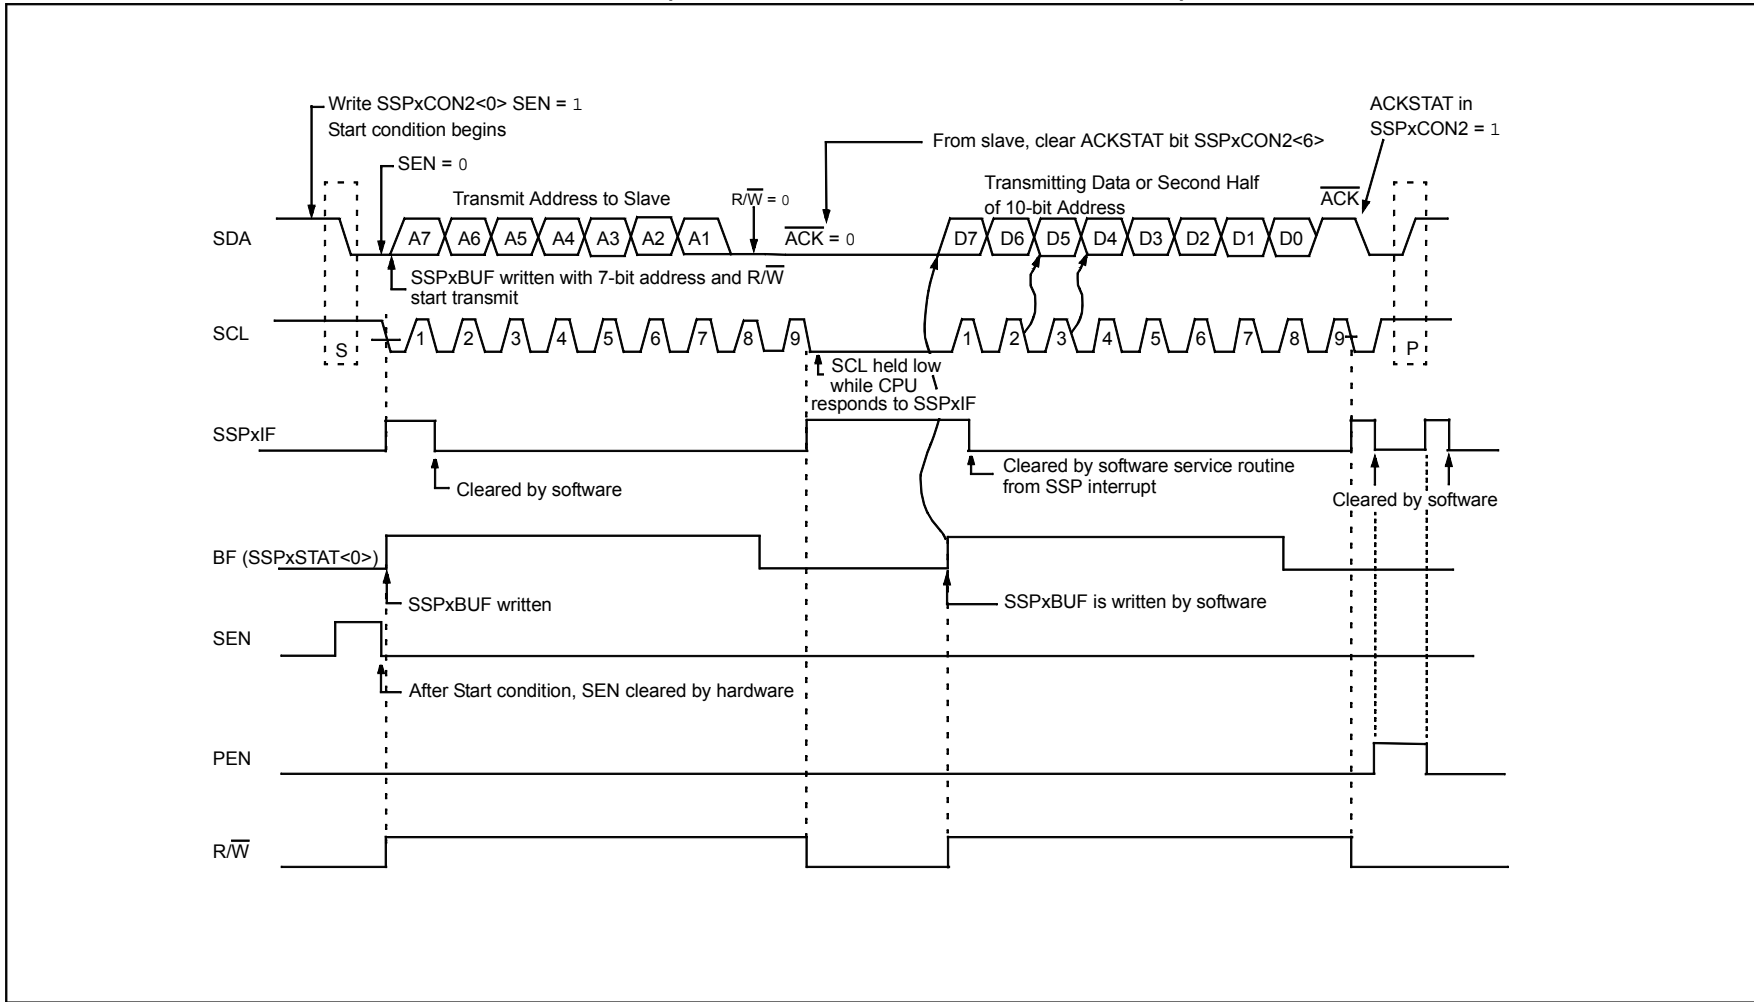 Write SSPxCON2<0> SEN = 1
Start condition begins
ACKSTAT in
SSPxCON2 = 1
From slave, clear ACKSTAT bit SSPxCON2<6>
SEN = 0
Transmit Address to Slave
R/W̅ = 0
Transmitting Data or Second Half
of 10-bit Address
A̅C̅K̅
SDA
A7 A6 A5 A4 A3 A2 A1
A̅C̅K̅ = 0
D7 D6 D5 D4 D3 D2 D1 D0
SSPxBUF written with 7-bit address and R/W̅
start transmit
SCL
S
1 2 3 4 5 6 7 8 9
1 2 3 4 5 6 7 8 9
P
SCL held low
while CPU
responds to SSPxIF
SSPxIF
Cleared by software
Cleared by software service routine
from SSP interrupt
Cleared by software
BF (SSPxSTAT<0>)
SSPxBUF written
SSPxBUF is written by software
SEN
After Start condition, SEN cleared by hardware
PEN
R/W̅